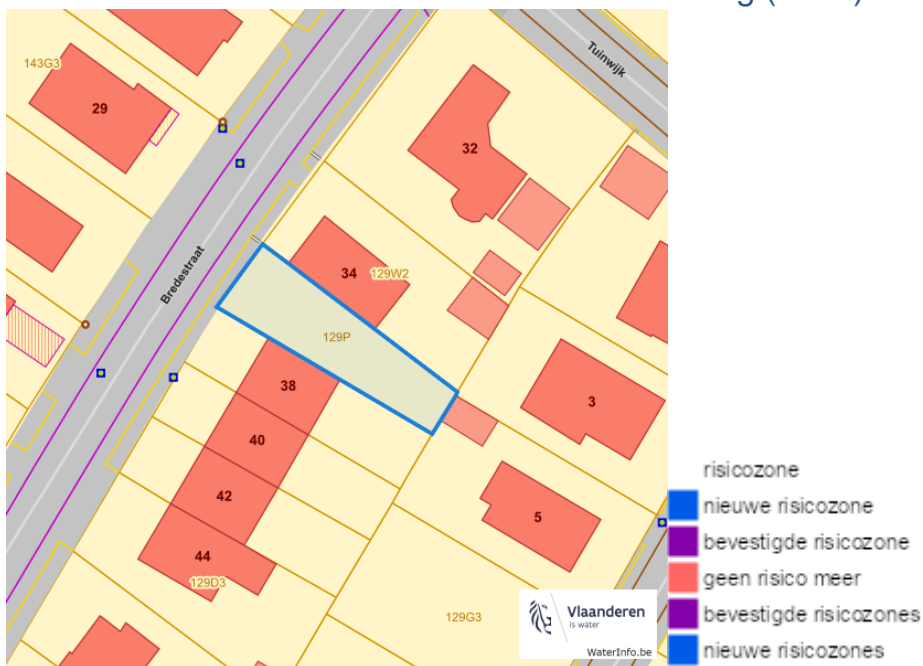 143G3
29
Tuinwijk
32
Bredestraat
34
129W2
129P
38
40
42
44
129D3
3
5
129G3
Vlaanderen
is water
WaterInfo.be
risicozone
nieuwe risicozone
bevestigde risicozone
geen risico meer
bevestigde risicozones
nieuwe risicozones